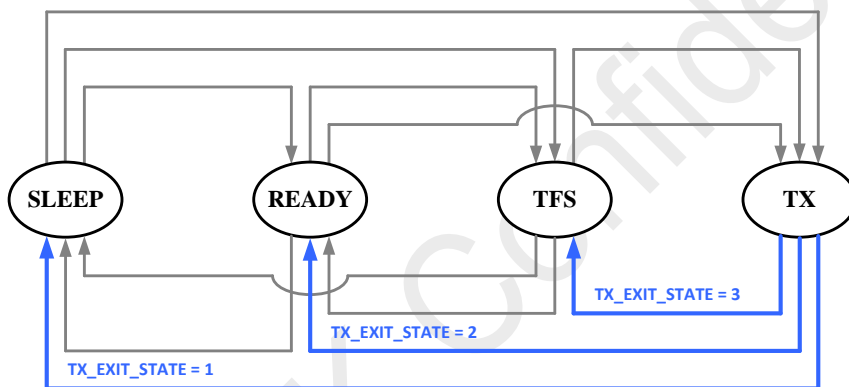 SLEEP
READY
TFS
TX
TX_EXIT_STATE = 3
TX_EXIT_STATE = 2
TX_EXIT_STATE = 1